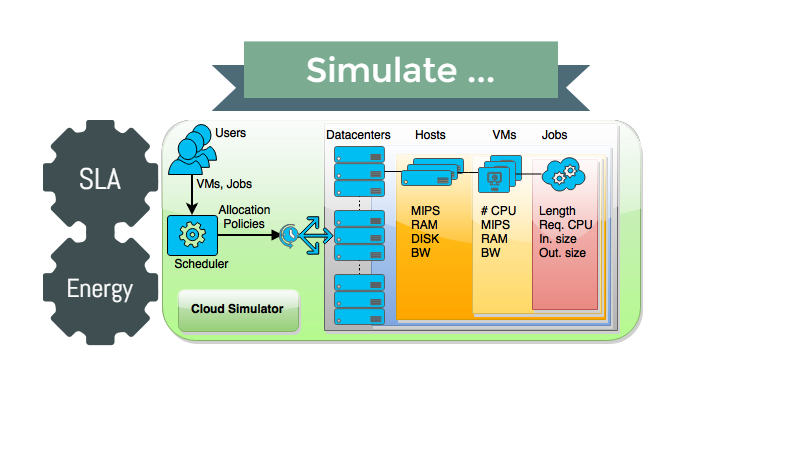 Simulate ...
SLA
Energy
Users
VMs, Jobs
Allocation
Policies
Scheduler
Cloud Simulator
Datacenters
Hosts
VMs
Jobs
MIPS
RAM
DISK
BW
# CPU
MIPS
RAM
BW
Length
Req. CPU
In. size
Out. size